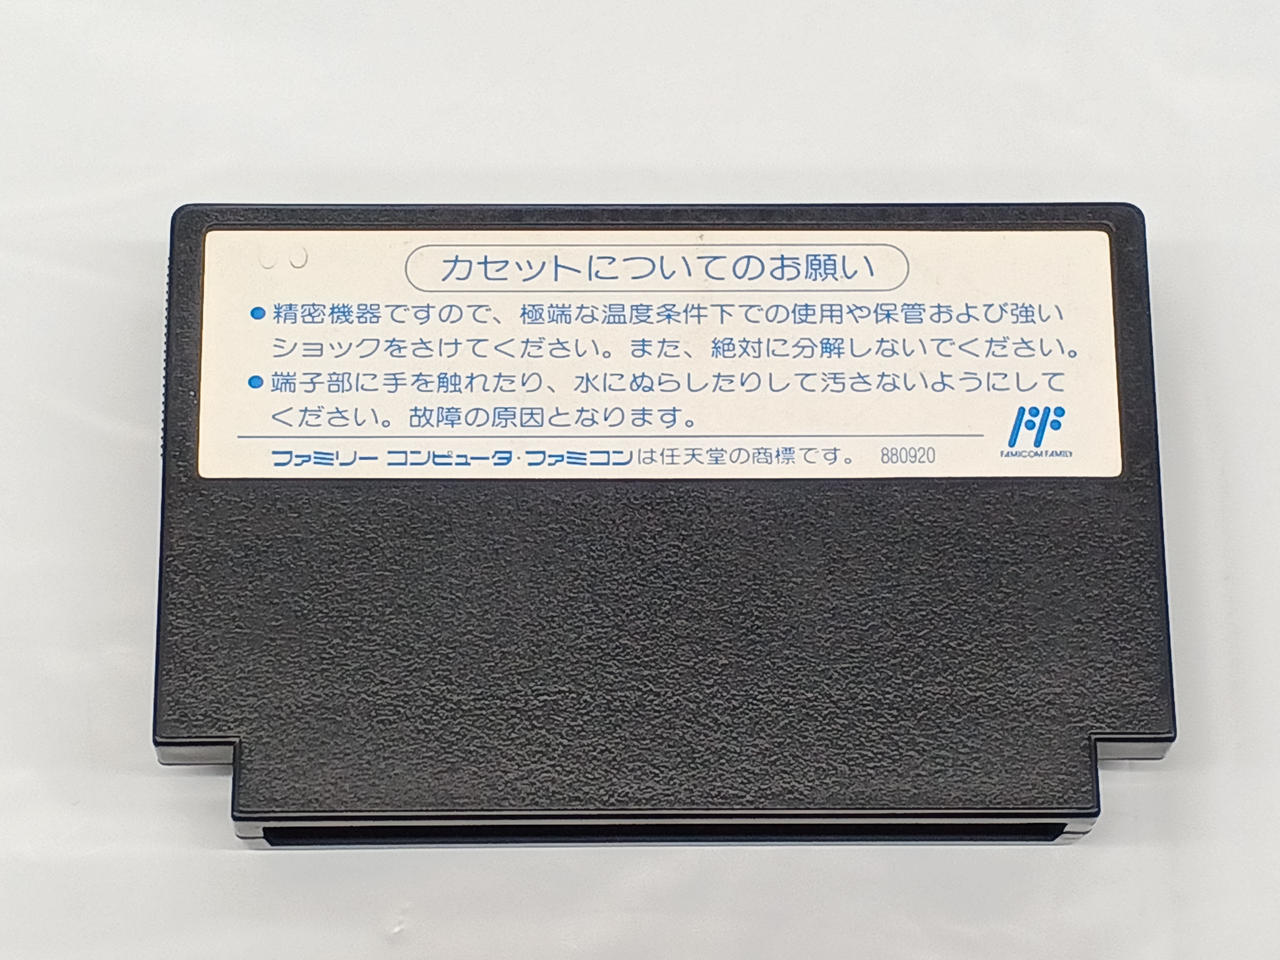 カセットについてのお願い
●精密機器ですので、極端な温度条件下での使用や保管および強い
ショックをさけてください。また、絶対に分解しないでください。
●端子部に手を触れたり、水にぬらしたりして汚さないようにして
ください。故障の原因となります。
FF
FAMICOM FAMILY
ファミリー コンピュータ・ファミコンは任天堂の商標です。 880920